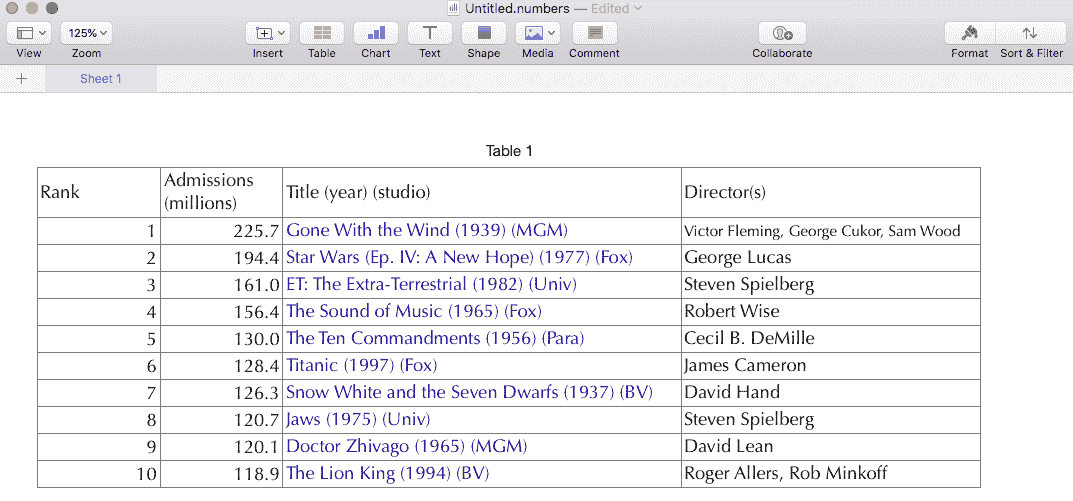 Untitled.numbers — Edited
125%
View
Zoom
Insert
Table
Chart
Text
Shape
Media
Comment
Collaborate
Format
Sort & Filter
Sheet 1
Table 1
Rank Admissions (millions) Title (year) (studio) Director(s)
1 225.7 Gone With the Wind (1939) (MGM) Victor Fleming, George Cukor, Sam Wood
2 194.4 Star Wars (Ep. IV: A New Hope) (1977) (Fox) George Lucas
3 161.0 ET: The Extra-Terrestrial (1982) (Univ) Steven Spielberg
4 156.4 The Sound of Music (1965) (Fox) Robert Wise
5 130.0 The Ten Commandments (1956) (Para) Cecil B. DeMille
6 128.4 Titanic (1997) (Fox) James Cameron
7 126.3 Snow White and the Seven Dwarfs (1937) (BV) David Hand
8 120.7 Jaws (1975) (Univ) Steven Spielberg
9 120.1 Doctor Zhivago (1965) (MGM) David Lean
10 118.9 The Lion King (1994) (BV) Roger Allers, Rob Minkoff